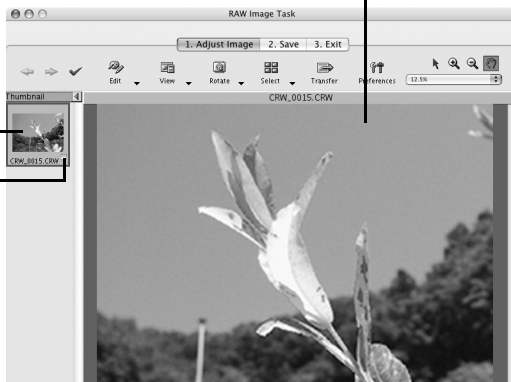 RAW Image Task
1. Adjust Image 2. Save 3. Exit
Edit View Rotate Select Transfer Preferences 12.5%
Thumbnail CRW_0015.CRW
CRW_0015.CRW